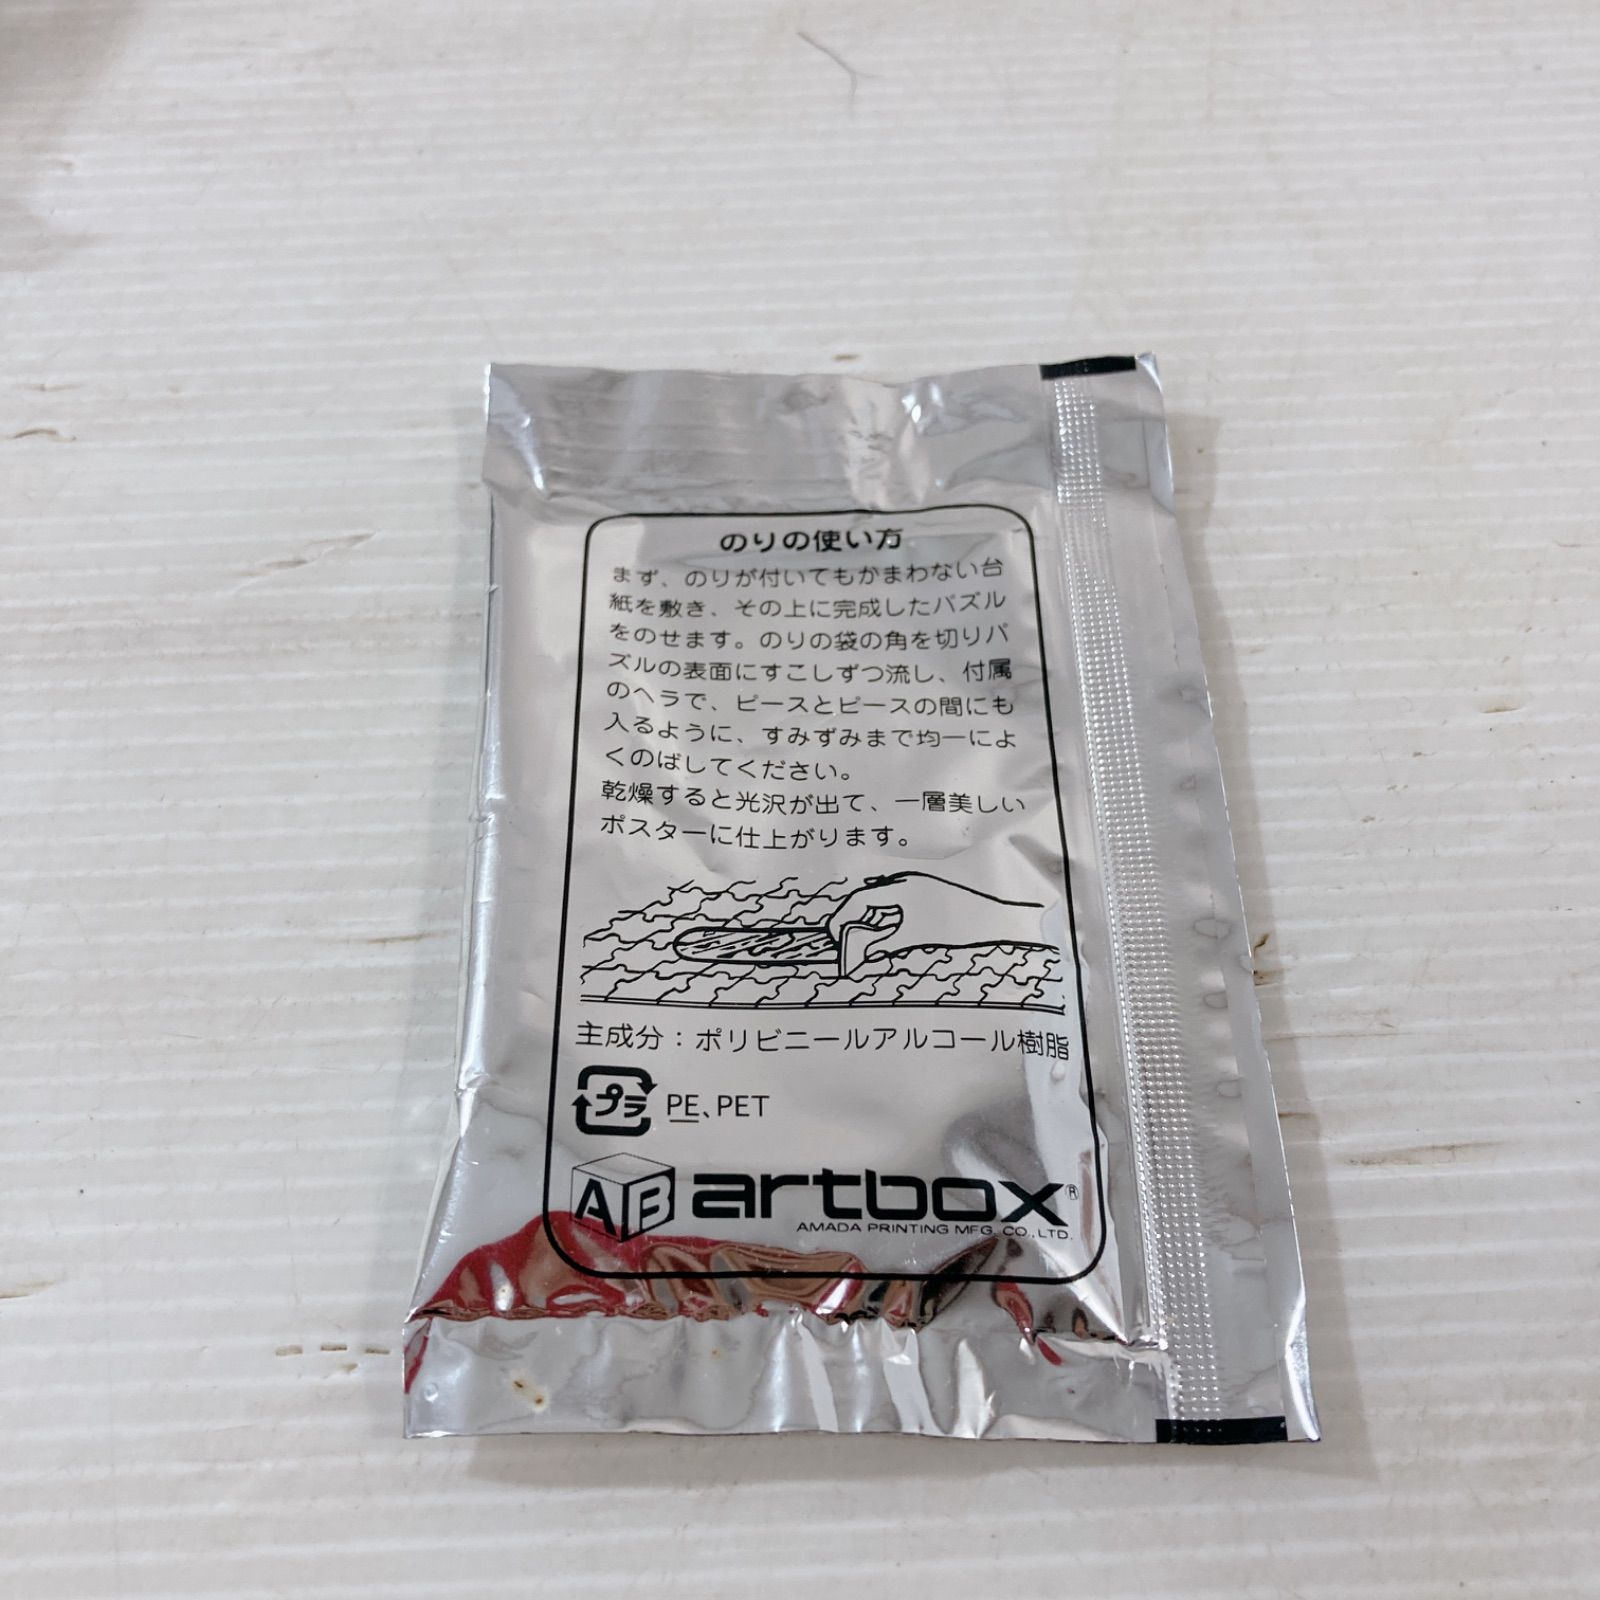 のりの使い方
まず、のりが付いてもかまわない台
紙を敷き、その上に完成したパズル
をのせます。のりの袋の角を切りパ
ズルの表面にすこしずつ流し、付属
のヘラで、ピースとピースの間にも
入るように、すみずみまで均一によ
くのばしてください。
乾燥すると光沢が出て、一層美しい
ポスターに仕上がります。
主成分：ポリビニールアルコール樹脂
プラ PE、PET
AB artbox®
AMADA PRINTING MFG. CO.,LTD.